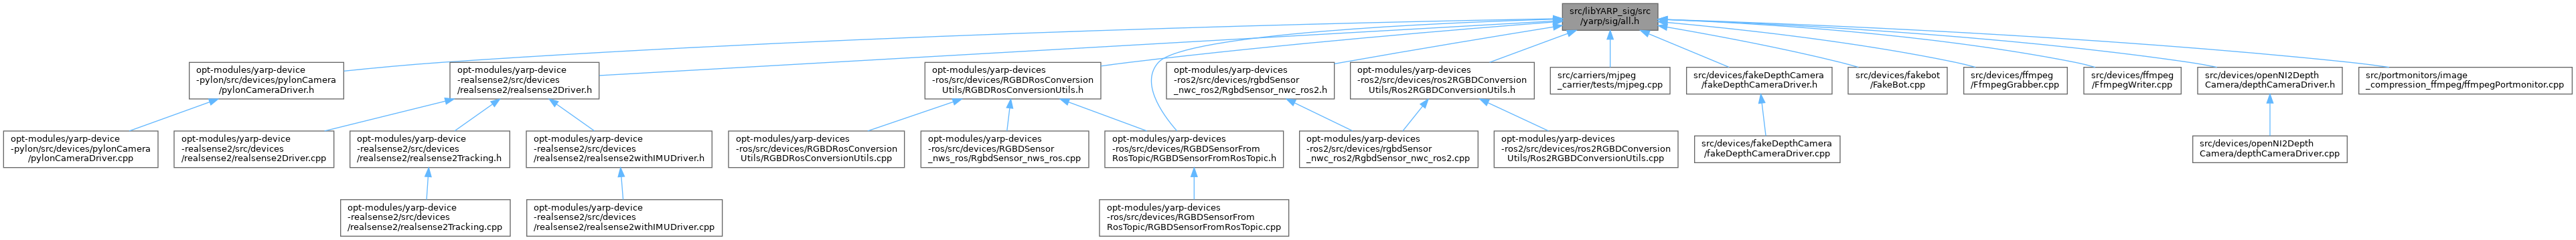 src/libYARP_sig/src
/yarp/sig/all.h
opt-modules/yarp-device
-pylon/src/devices/pylonCamera
/pylonCameraDriver.h
opt-modules/yarp-device
-realsense2/src/devices
/realsense2/realsense2Driver.h
opt-modules/yarp-devices
-ros/src/devices/RGBDRosConversion
Utils/RGBDRosConversionUtils.h
opt-modules/yarp-devices
-ros2/src/devices/rgbdSensor
_nwc_ros2/RgbdSensor_nwc_ros2.h
opt-modules/yarp-devices
-ros2/src/devices/ros2RGBDConversion
Utils/Ros2RGBDConversionUtils.h
src/carriers/mjpeg
_carrier/tests/mjpeg.cpp
src/devices/fakeDepthCamera
/fakeDepthCameraDriver.h
src/devices/fakebot
/FakeBot.cpp
src/devices/ffmpeg
/FfmpegGrabber.cpp
src/devices/ffmpeg
/FfmpegWriter.cpp
src/devices/openNI2Depth
Camera/depthCameraDriver.h
src/portmonitors/image
_compression_ffmpeg/ffmpegPortmonitor.cpp
opt-modules/yarp-device
-pylon/src/devices/pylonCamera
/pylonCameraDriver.cpp
opt-modules/yarp-device
-realsense2/src/devices
/realsense2/realsense2Driver.cpp
opt-modules/yarp-device
-realsense2/src/devices
/realsense2/realsense2Tracking.h
opt-modules/yarp-device
-realsense2/src/devices
/realsense2/realsense2withIMUDriver.h
opt-modules/yarp-devices
-ros/src/devices/RGBDRosConversion
Utils/RGBDRosConversionUtils.cpp
opt-modules/yarp-devices
-ros/src/devices/RGBDSensor
_nws_ros/RgbdSensor_nws_ros.cpp
opt-modules/yarp-devices
-ros/src/devices/RGBDSensorFrom
RosTopic/RGBDSensorFromRosTopic.h
opt-modules/yarp-devices
-ros2/src/devices/rgbdSensor
_nwc_ros2/RgbdSensor_nwc_ros2.cpp
opt-modules/yarp-devices
-ros2/src/devices/ros2RGBDConversion
Utils/Ros2RGBDConversionUtils.cpp
src/devices/fakeDepthCamera
/fakeDepthCameraDriver.cpp
src/devices/openNI2Depth
Camera/depthCameraDriver.cpp
opt-modules/yarp-device
-realsense2/src/devices
/realsense2/realsense2Tracking.cpp
opt-modules/yarp-device
-realsense2/src/devices
/realsense2/realsense2withIMUDriver.cpp
opt-modules/yarp-devices
-ros/src/devices/RGBDSensorFrom
RosTopic/RGBDSensorFromRosTopic.cpp